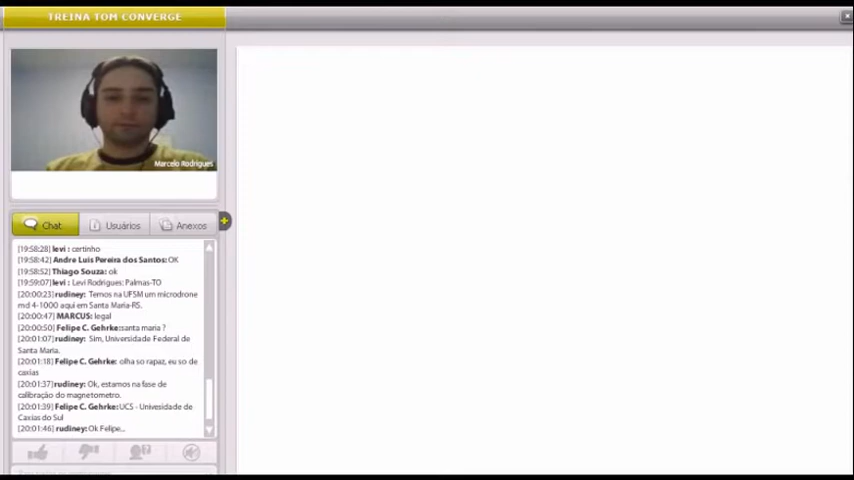 TREINA TOM CONVERGE
Marcelo Rodrigues
Chat
Usuários
Anexos
[19:58:28] levi : certinho
[19:58:42] Andre Luis Pereira dos Santos: OK
[19:58:52] Thiago Souza: ok
[19:59:07] levi : Levi Rodrigues: Palmas-TO
[20:00:23] rudiney: Temos na UFSM um microdrone
md 4-1000 aqui em Santa Maria-RS.
[20:00:47] MARCUS: legal
[20:00:50] Felipe C. Gehrke:santa maria ?
[20:01:07] rudiney: Sim, Universidade Federal de
Santa Maria.
[20:01:18] Felipe C. Gehrke: olha so rapaz, eu so de
caxias
[20:01:37] rudiney: Ok, estamos na fase de
calibração do magnetometro.
[20:01:39] Felipe C. Gehrke: UCS - Univesidade de
Caxias do Sul
[20:01:46] rudiney: Ok Felipe...